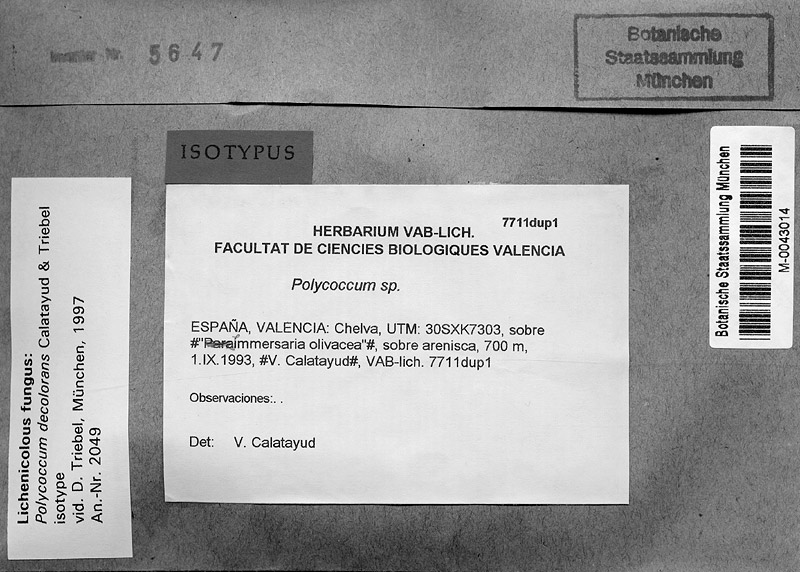 5647
Botanische
Staatssammlung
München
ISOTYPUS
7711dup1
HERBARIUM VAB-LICH.
FACULTAT DE CIENCIES BIOLOGIQUES VALENCIA
Polycoccum sp.
ESPAÑA, VALENCIA: Chelva, UTM: 30SXK7303, sobre
#"Paraimmersaria olivacea"#, sobre arenisca, 700 m,
1.IX.1993, #V. Calatayud#, VAB-lich. 7711dup1
Observaciones:. .
Det: V. Calatayud
Lichenicolous fungus:
Polycoccum decolorans Calatayud & Triebel
isotype
vid. D. Triebel, München, 1997
An.-Nr. 2049
Botanische Staatssammlung München
M-0043014